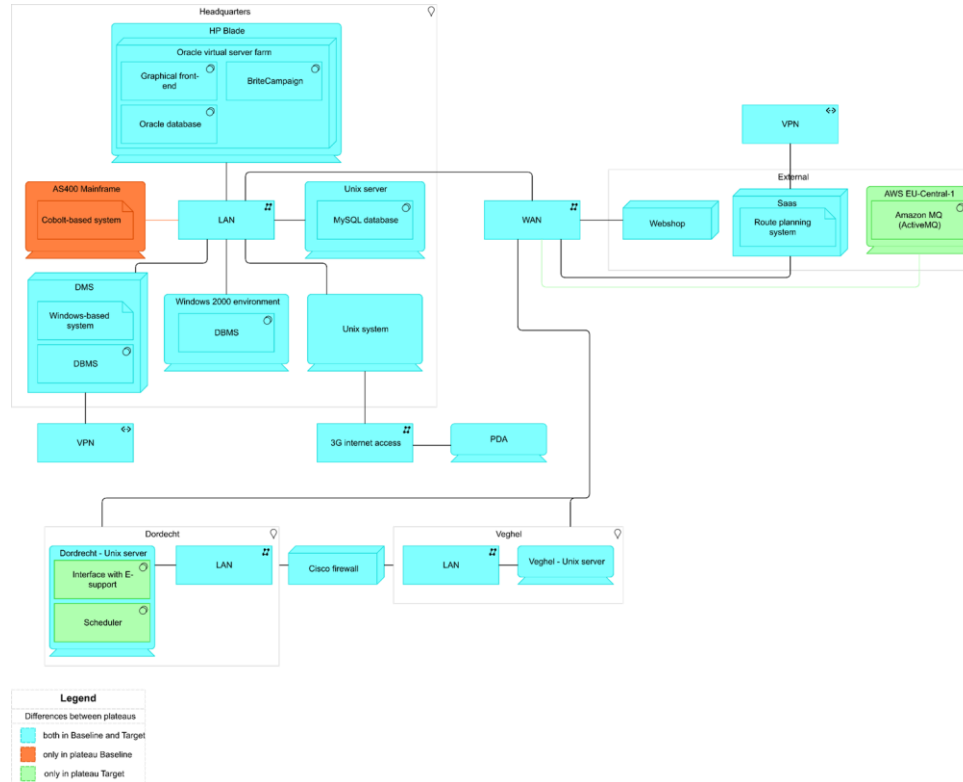 Headquarters
HP Blade
Oracle virtual server farm
Graphical front-
end
BriteCampaign
Oracle database
VPN
External
AS400 Mainframe
Cobolt-based system
LAN
Unix server
MySQL database
WAN
Webshop
Saas
Route planning
system
AWS EU-Central-1
Amazon MQ
(ActiveMQ)
DMS
Windows-based
system
DBMS
Windows 2000 environment
DBMS
Unix system
VPN
3G internet access
PDA
Dordecht
Dordrecht - Unix server
Interface with E-
support
Scheduler
LAN
Cisco firewall
Veghel
LAN
Veghel - Unix server
Legend
Differences between plateaus
both in Baseline and Target
only in plateau Baseline
only in plateau Target